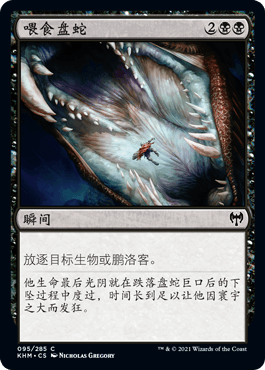 喂食盘蛇 2
瞬间
放逐目标生物或鹏洛客。
他生命最后光阴就在跌落盘蛇巨口后的下
坠过程中度过，时间长到足以让他因寰宇
之大而发狂。
095/285 C
KHM • CS NICHOLAS GREGORY
™ & © 2021 Wizards of the Coast